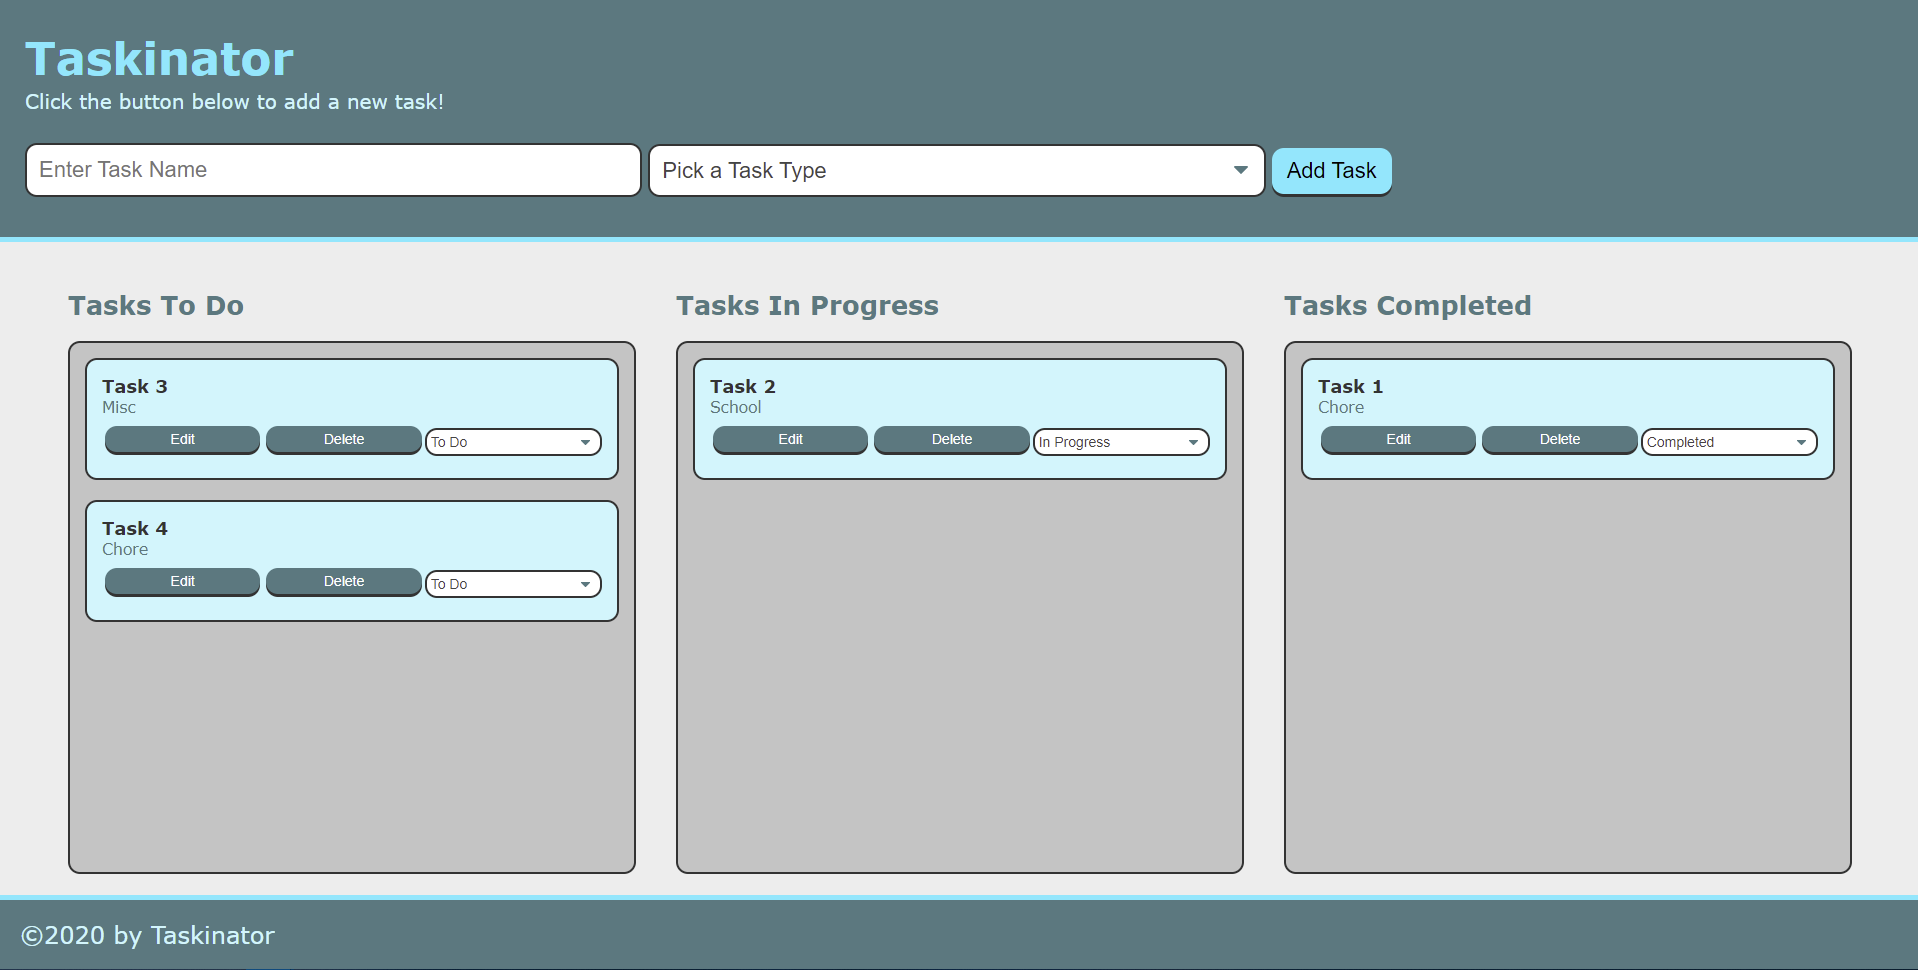 Taskinator
Click the button below to add a new task!
Enter Task Name
Pick a Task Type
Add Task
Tasks To Do
Task 3
Misc
Edit
Delete
To Do
Task 4
Chore
Edit
Delete
To Do
Tasks In Progress
Task 2
School
Edit
Delete
In Progress
Tasks Completed
Task 1
Chore
Edit
Delete
Completed
©2020 by Taskinator